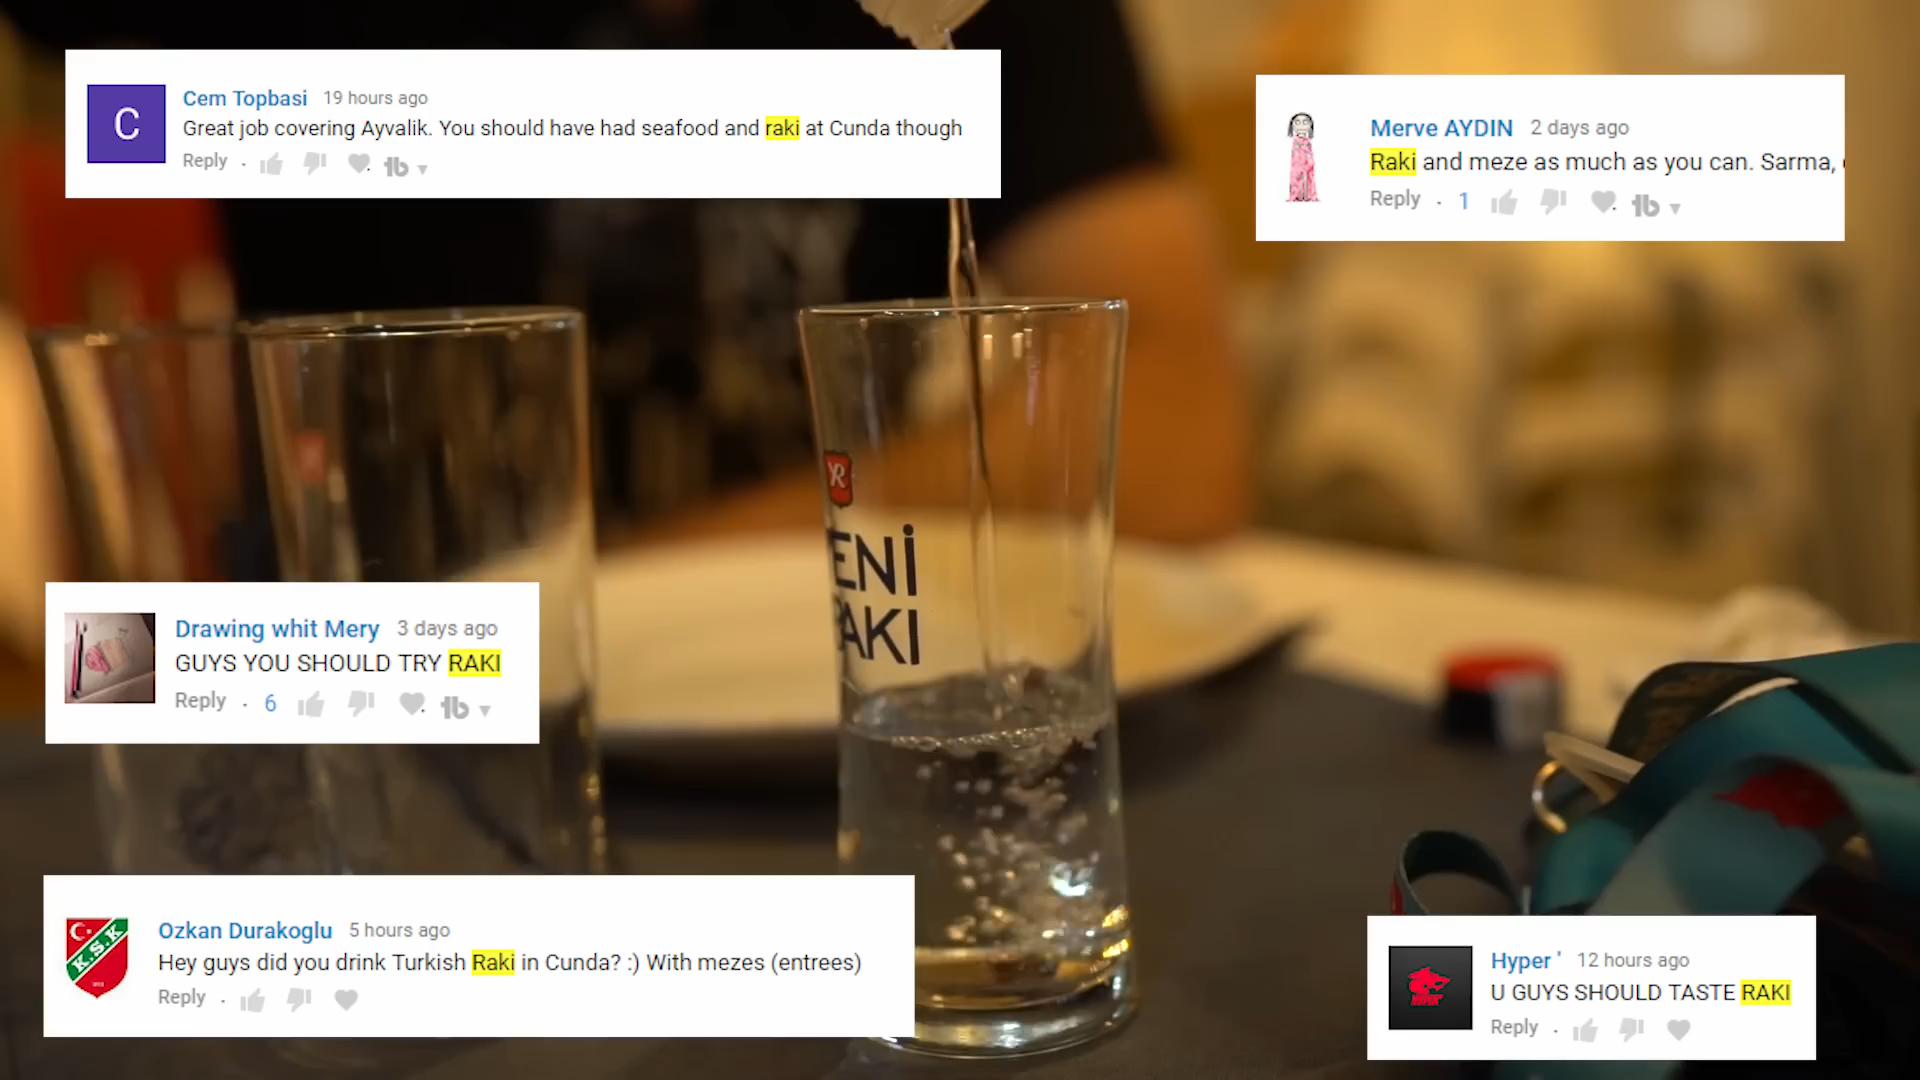 C
Cem Topbasi 19 hours ago
Great job covering Ayvalik. You should have had seafood and raki at Cunda though
Reply
Merve AYDIN 2 days ago
Raki and meze as much as you can. Sarma,
Reply 1
YR
ENİ
RAKI
Drawing whit Mery 3 days ago
GUYS YOU SHOULD TRY RAKI
Reply 6
K.S.K
Ozkan Durakoglu 5 hours ago
Hey guys did you drink Turkish Raki in Cunda? :) With mezes (entrees)
Reply
Hyper ' 12 hours ago
U GUYS SHOULD TASTE RAKI
Reply